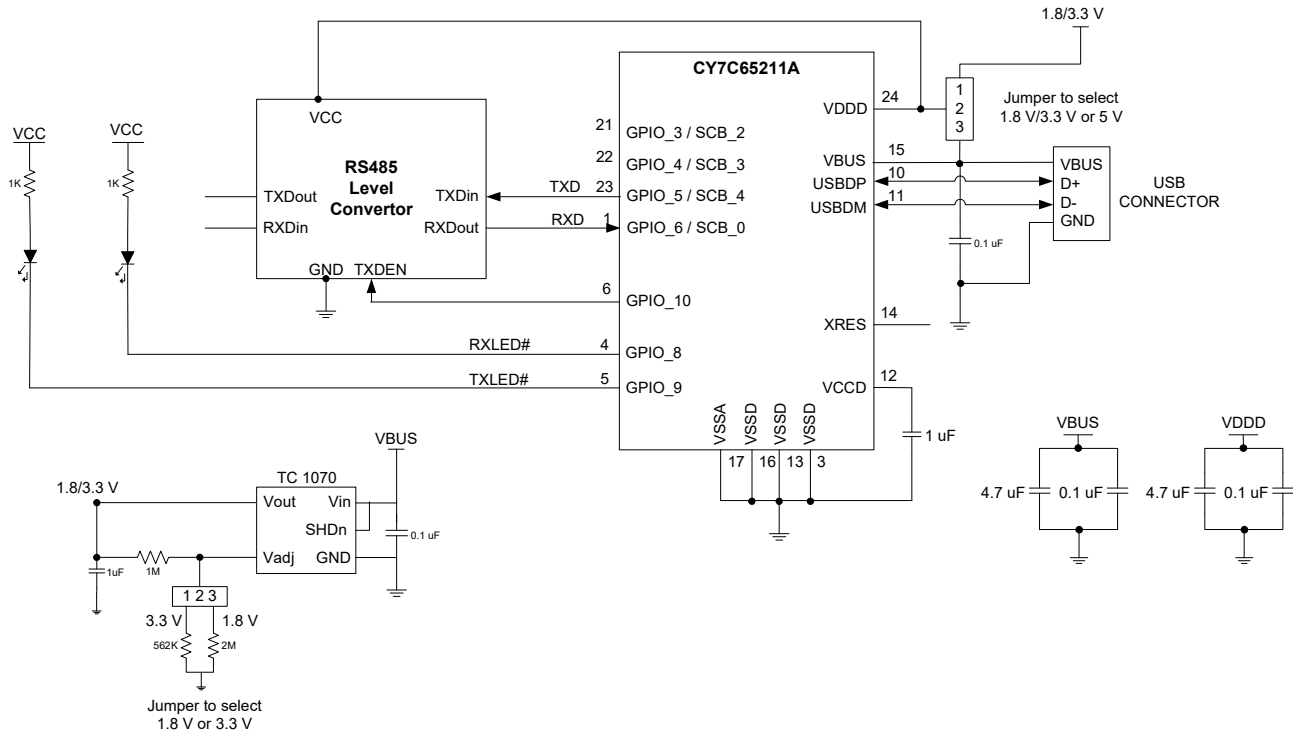 1.8/3.3 V
CY7C65211A
VCC
RS485
Level
Convertor
TXDout
RXDin
TXDin
RXDout
GND
TXDEN
VCC
1K
VCC
1K
TXD
RXD
RXLED#
TXLED#
21
GPIO_3 / SCB_2
22
GPIO_4 / SCB_3
23
GPIO_5 / SCB_4
1
GPIO_6 / SCB_0
6
GPIO_10
4
GPIO_8
5
GPIO_9
VDDD
24
VBUS
15
USBDP
10
USBDM
11
XRES
14
VCCD
12
VSSA
VSSD
VSSD
VSSD
17
16
13
3
1 uF
1
2
3
Jumper to select
1.8 V/3.3 V or 5 V
VBUS
D+
D-
GND
USB
CONNECTOR
0.1 uF
VBUS
TC 1070
1.8/3.3 V
Vout
Vin
SHDn
Vadj
GND
0.1 uF
1uF
1M
1 2 3
3.3 V
1.8 V
562K
2M
Jumper to select
1.8 V or 3.3 V
VBUS
4.7 uF
0.1 uF
VDDD
4.7 uF
0.1 uF